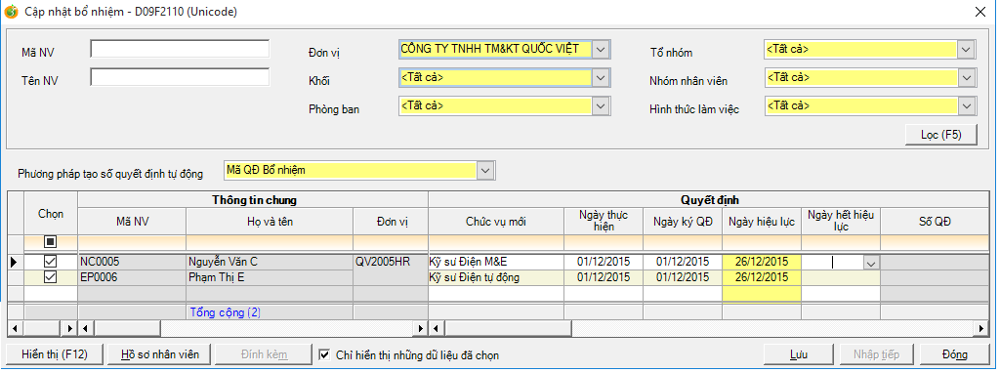 Cập nhật bổ nhiệm - D09F2110 (Unicode)
Mã NV
Đơn vị
CÔNG TY TNHH TM&KT QUỐC VIỆT
Tổ nhóm
<Tất cả>
Tên NV
Khối
<Tất cả>
Nhóm nhân viên
<Tất cả>
Phòng ban
<Tất cả>
Hình thức làm việc
<Tất cả>
Lọc (F5)
Phương pháp tạo số quyết định tự động
Mã QĐ Bổ nhiệm
Chọn
Thông tin chung
Quyết định
Mã NV
Họ và tên
Đơn vị
Chức vụ mới
Ngày thực
hiện
Ngày ký QĐ
Ngày hiệu lực
Ngày hết hiệu
lực
Số QĐ
NC0005
Nguyễn Văn C
QV2005HR
Kỹ sư Điện M&E
01/12/2015
01/12/2015
26/12/2015
EP0006
Phạm Thị E
Kỹ sư Điện tự động
01/12/2015
01/12/2015
26/12/2015
Tổng cộng (2)
Hiển thị (F12)
Hồ sơ nhân viên
Đính kèm
Chỉ hiển thị những dữ liệu đã chọn
Lưu
Nhập tiếp
Đóng